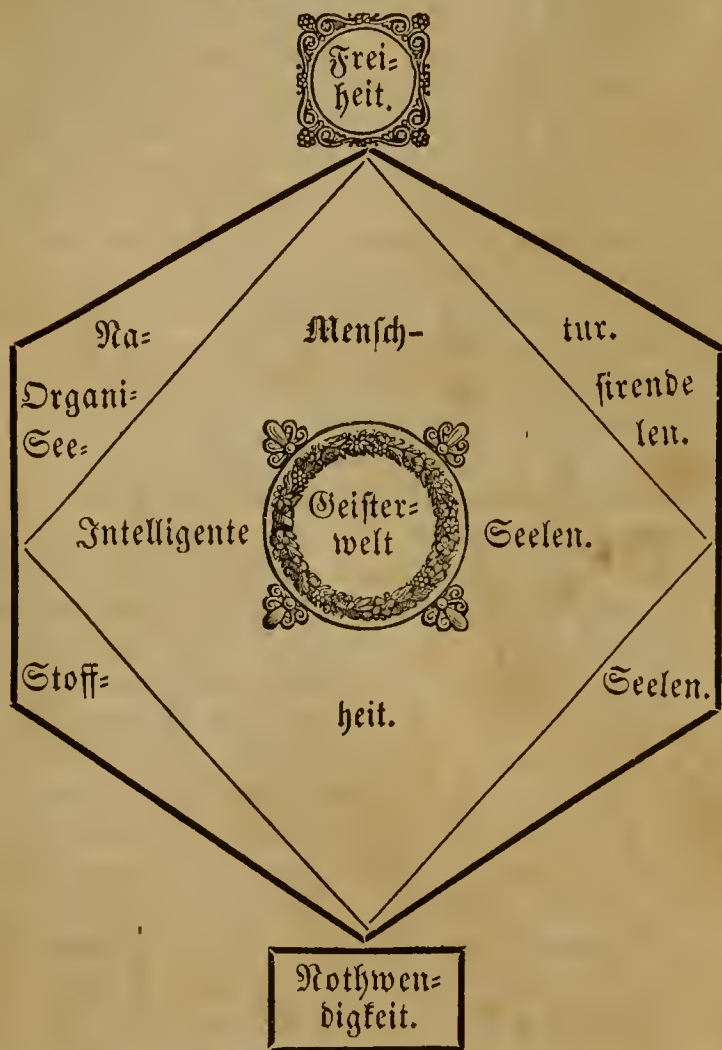 Frei=
heit.
Na= Menſch- tur.
Organi= ſirende
See= len.
Intelligente Geiſter= Seelen.
welt
Stoff= Seelen.
heit.
Nothwen=
digkeit.